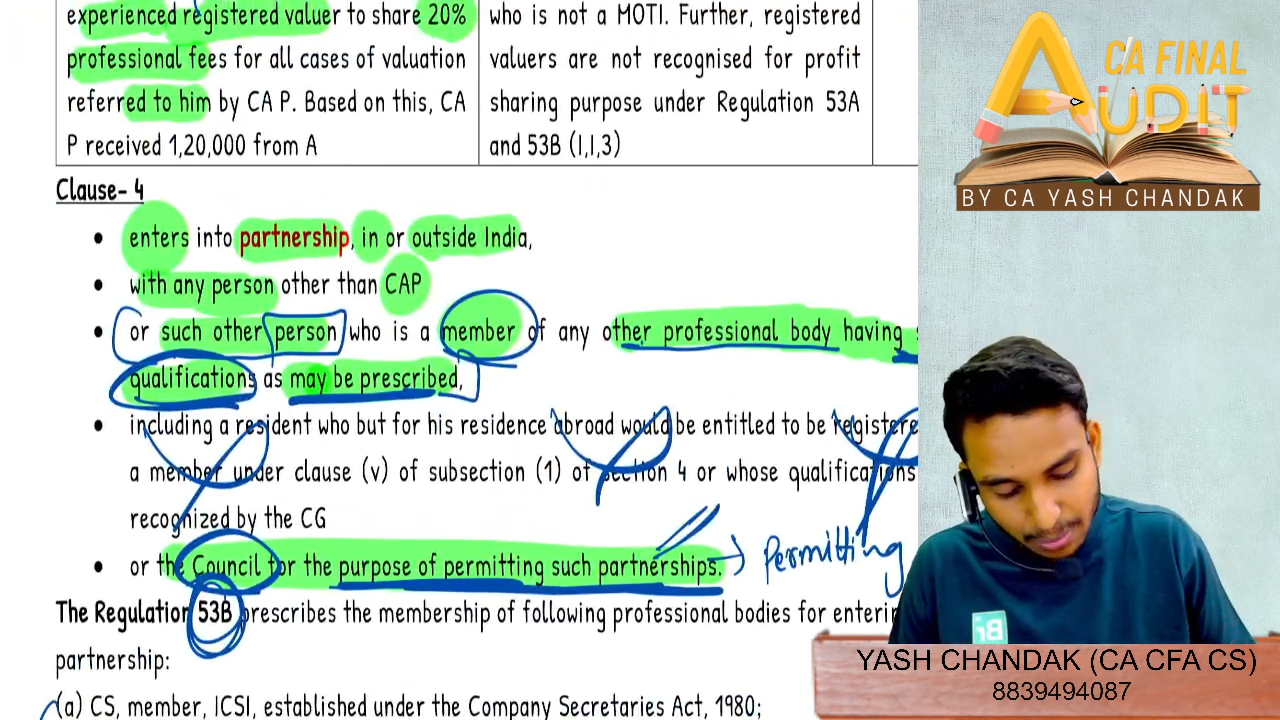 experienced registered valuer to share 20%
professional fees for all cases of valuation
referred to him by CA P. Based on this, CA
P received 1,20,000 from A
who is not a MOTI. Further, registered
valuers are not recognised for profit
sharing purpose under Regulation 53A
and 53B (I,I,3)
Clause- 4
• enters into partnership, in or outside India,
• with any person other than CAP
• or such other person who is a member of any other professional body having
qualifications as may be prescribed,
• including a resident who but for his residence abroad would be entitled to be registere
a member under clause (v) of subsection (1) of section 4 or whose qualifications
recognized by the CG
• or the Council for the purpose of permitting such partnerships. → Permitting
The Regulation 53B prescribes the membership of following professional bodies for enterin
partnership:
(a) CS, member, ICSI, established under the Company Secretaries Act, 1980;
CA FINAL
AUDIT
BY CA YASH CHANDAK
YASH CHANDAK (CA CFA CS)
8839494087